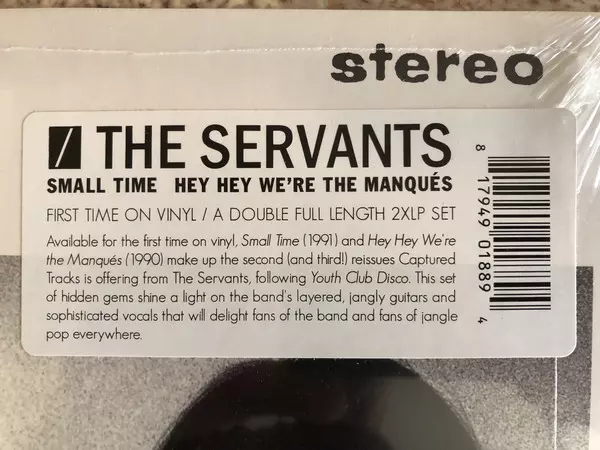 stereo
THE SERVANTS
SMALL TIME HEY HEY WE'RE THE MANQUÉS
FIRST TIME ON VINYL / A DOUBLE FULL LENGTH 2XLP SET
Available for the first time on vinyl, Small Time (1991) and Hey Hey We're
the Manqués (1990) make up the second (and third!) reissues Captured
Tracks is offering from The Servants, following Youth Club Disco. This set
of hidden gems shine a light on the band's layered, jangly guitars and
sophisticated vocals that will delight fans of the band and fans of jangle
pop everywhere.
8 17949 01889 4